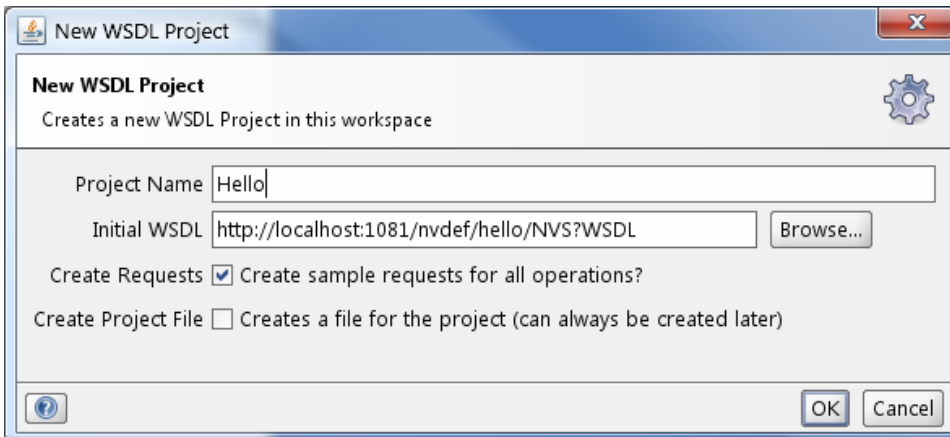 New WSDL Project
New WSDL Project
Creates a new WSDL Project in this workspace
Project Name Hello
Initial WSDL http://localhost:1081/nvdef/hello/NVS?WSDL Browse...
Create Requests Create sample requests for all operations?
Create Project File Creates a file for the project (can always be created later)
? OK Cancel